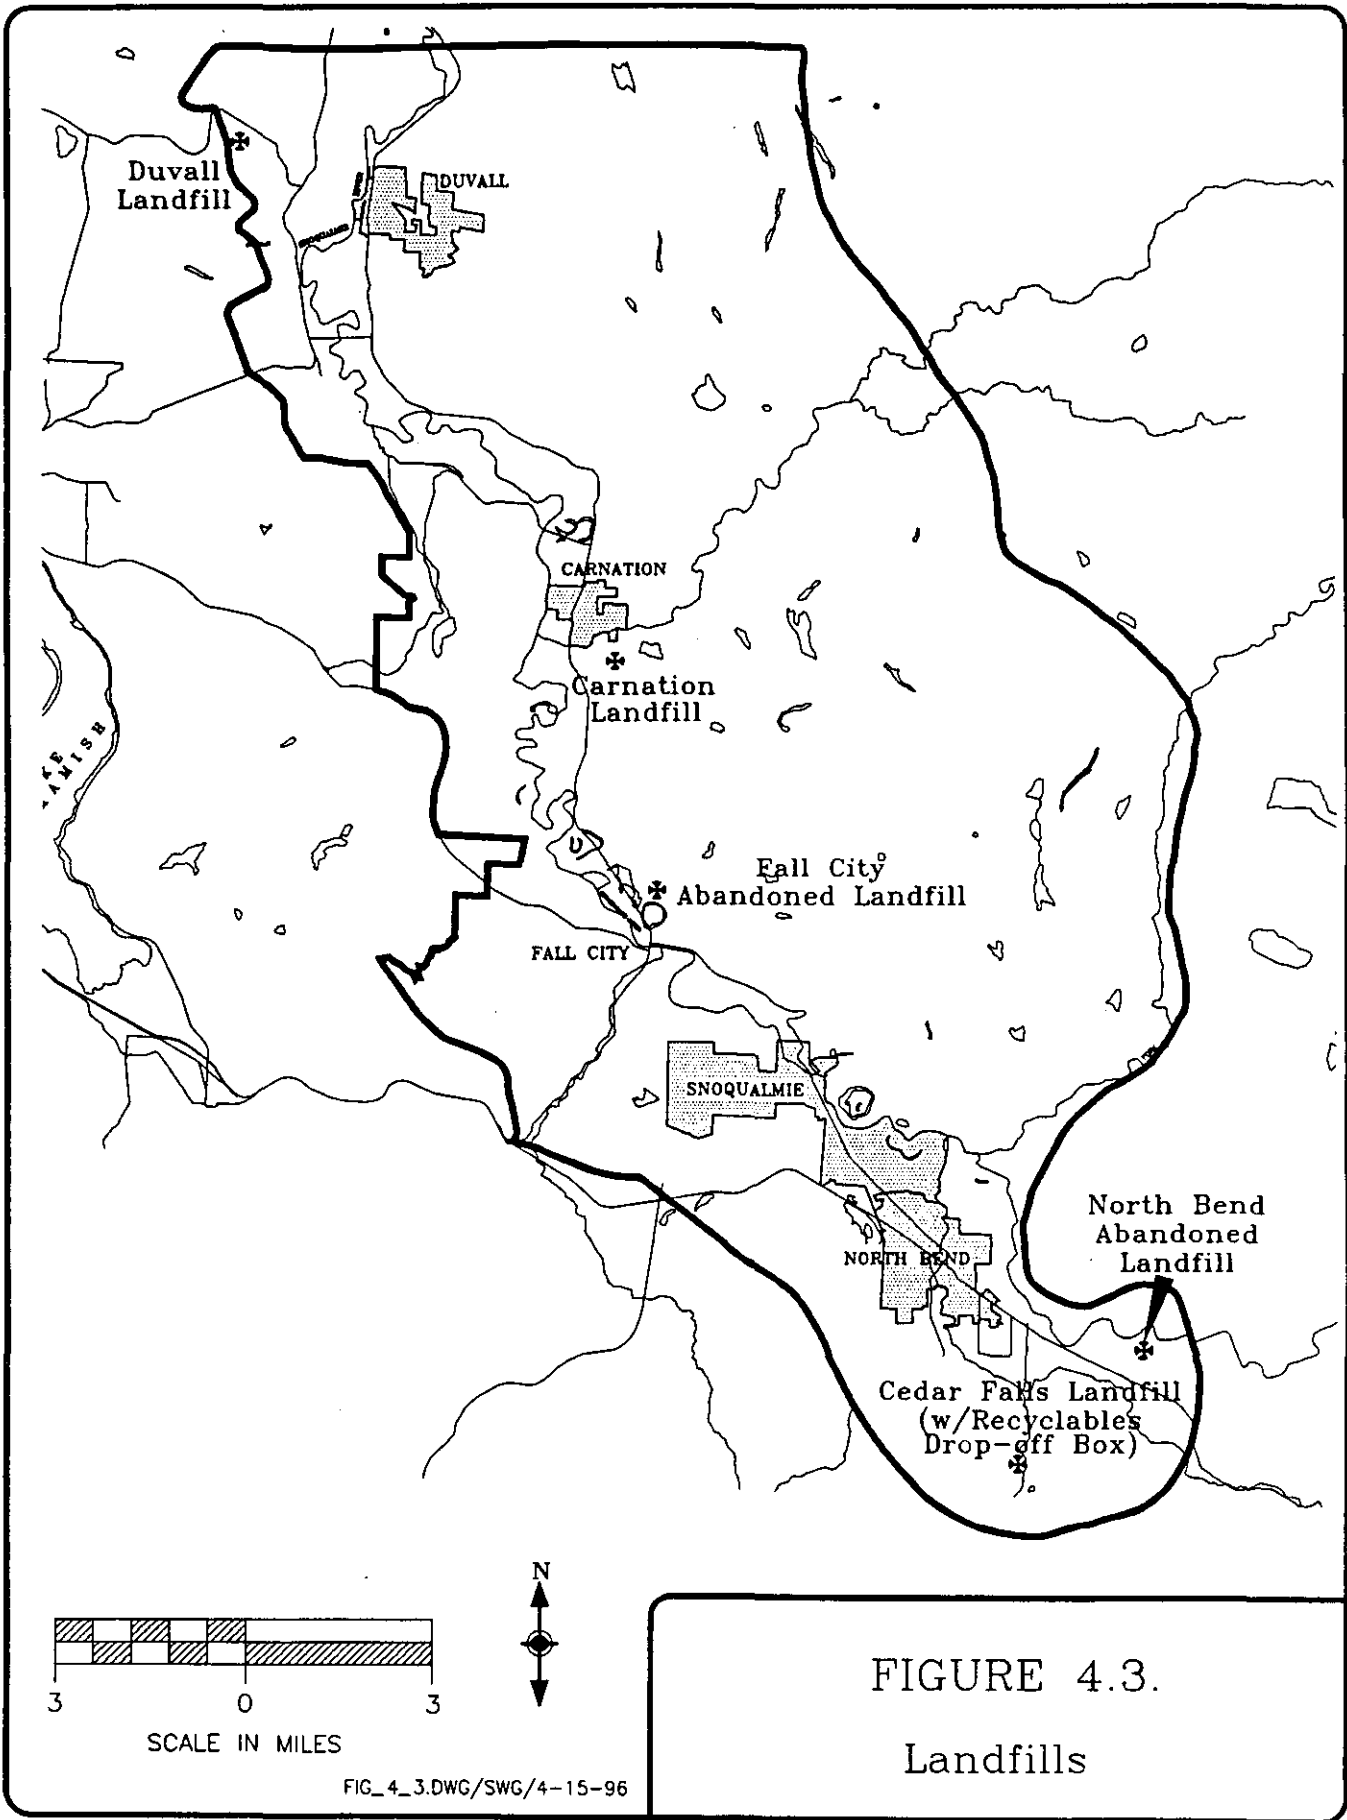 Duvall
Landfill
DUVALL
SNOQUALMIE
CARNATION
Carnation
Landfill
Fall City
Abandoned Landfill
FALL CITY
SNOQUALMIE
North Bend
Abandoned
Landfill
NORTH BEND
Cedar Falls Landfill
(w/Recyclables
Drop-off Box)
N
3 0 3
SCALE IN MILES
FIG_4_3.DWG/SWG/4-15-96
FIGURE 4.3.
Landfills